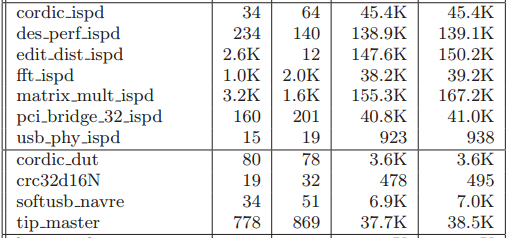 cordic_ispd 34 64 45.4K 45.4K
des_perf_ispd 234 140 138.9K 139.1K
edit_dist_ispd 2.6K 12 147.6K 150.2K
fft_ispd 1.0K 2.0K 38.2K 39.2K
matrix_mult_ispd 3.2K 1.6K 155.3K 167.2K
pci_bridge_32_ispd 160 201 40.8K 41.0K
usb_phy_ispd 15 19 923 938
cordic_dut 80 78 3.6K 3.6K
crc32d16N 19 32 478 495
softusb_navre 34 51 6.9K 7.0K
tip_master 778 869 37.7K 38.5K